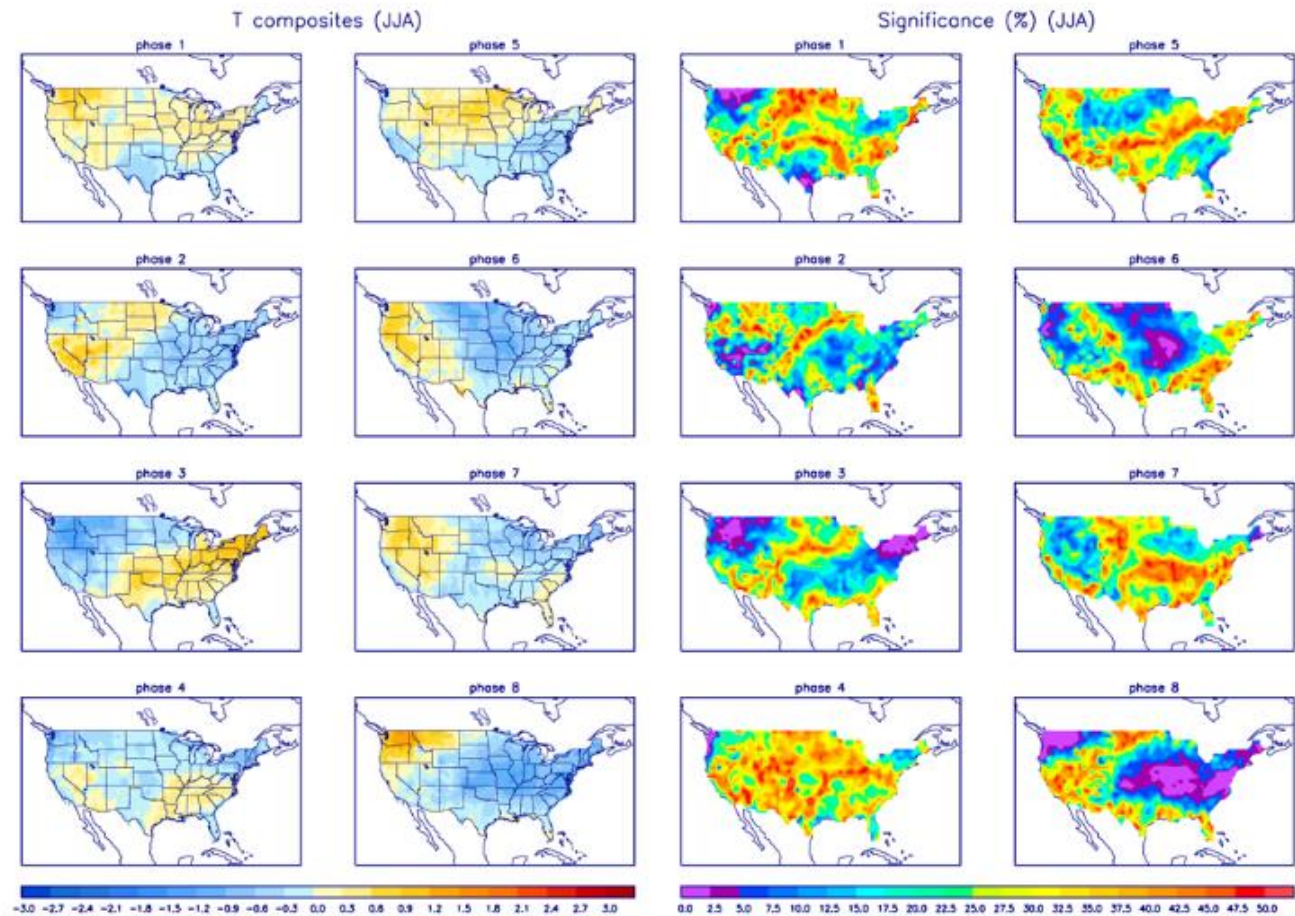 T composites (JJA) Significance (%) (JJA)
phase 1 phase 5 phase 1 phase 5
phase 2 phase 6 phase 2 phase 6
phase 3 phase 7 phase 3 phase 7
phase 4 phase 8 phase 4 phase 8
−3.0 −2.7 −2.4 −2.1 −1.8 −1.5 −1.2 −0.9 −0.6 −0.3 0.0 0.3 0.6 0.9 1.2 1.5 1.8 2.1 2.4 2.7 3.0 0.0 2.5 5.0 7.5 10.0 12.5 15.0 17.5 20.0 22.5 25.0 27.5 30.0 32.5 35.0 37.5 40.0 42.5 45.0 47.5 50.0